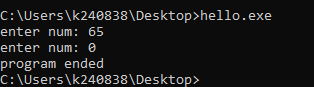 C:\Users\k240838\Desktop>hello.exe
enter num: 65
enter num: 0
program ended
C:\Users\k240838\Desktop>